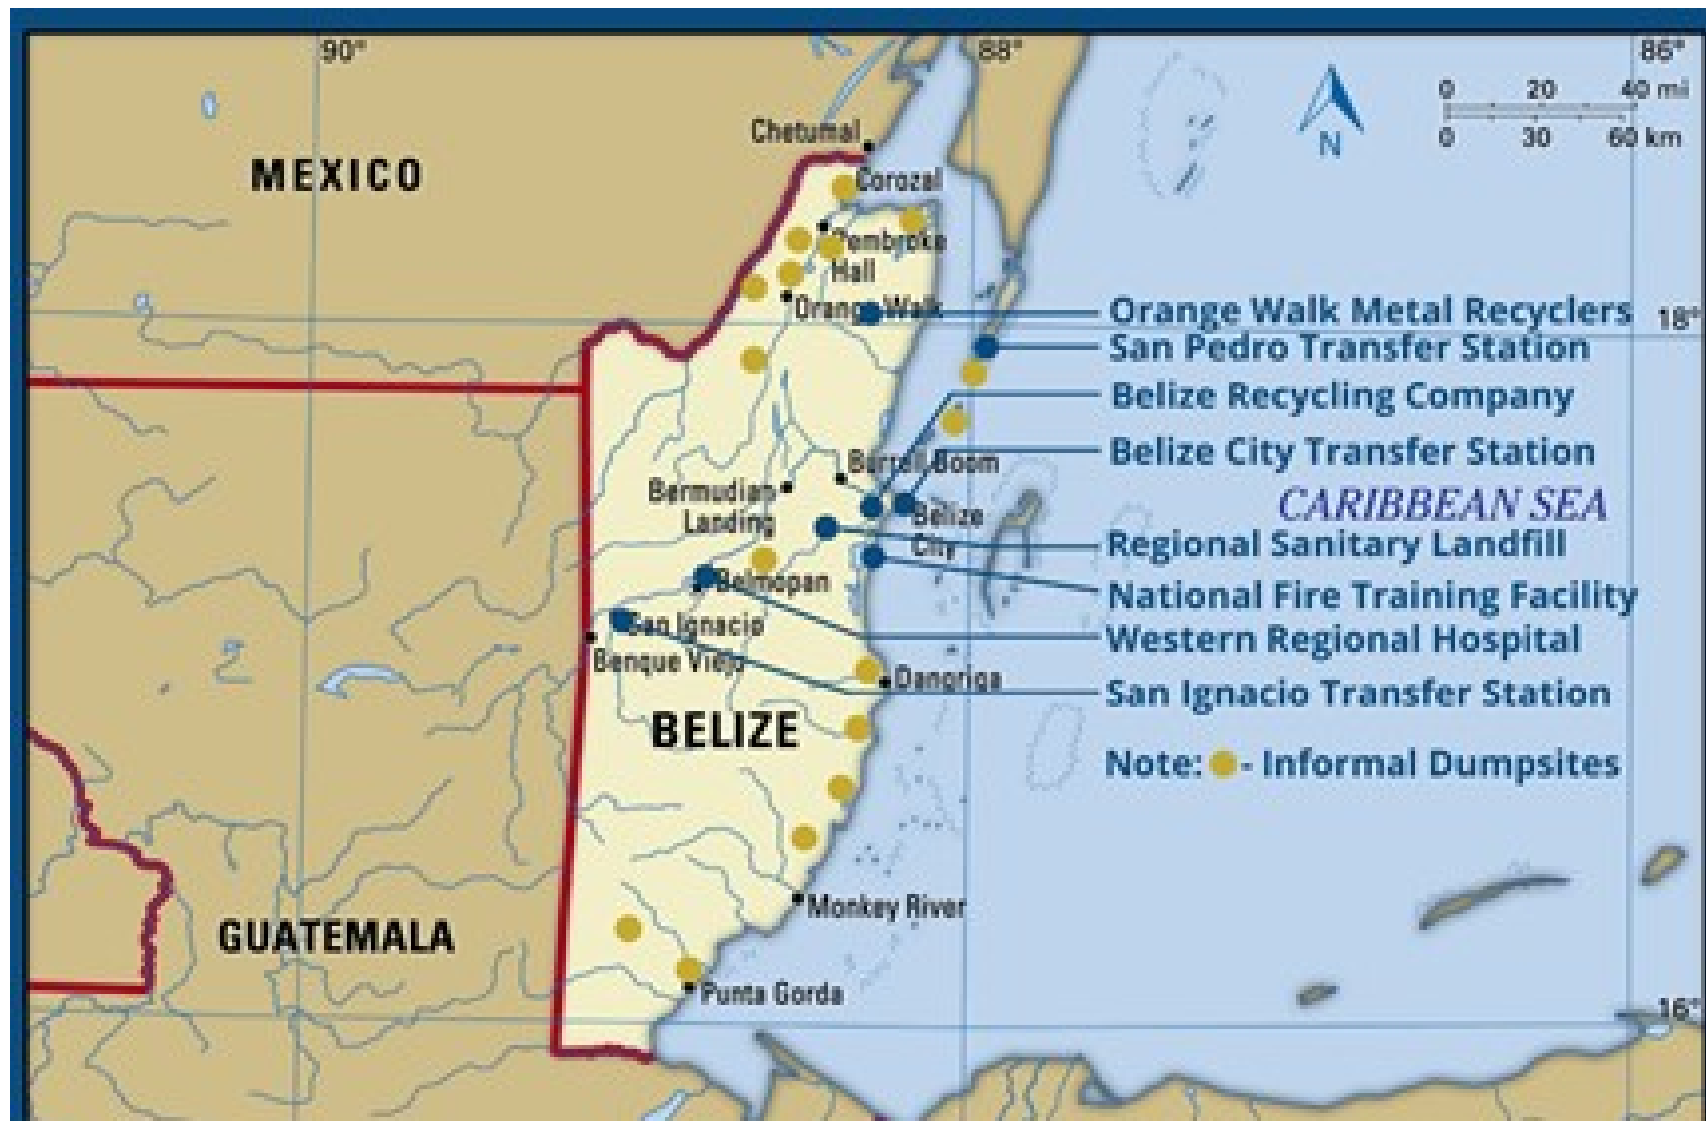 90°
88°
86°
0 20 40 mi
0 30 60 km
N
Chetumal
MEXICO
Corozal
Pembroke
Hall
Orange Walk
Orange Walk Metal Recyclers
18°
San Pedro Transfer Station
Belize Recycling Company
Belize City Transfer Station
Burrell Boom
Bermudian
Landing
CARIBBEAN SEA
Belize
City
Regional Sanitary Landfill
Belmopan
National Fire Training Facility
San Ignacio
Western Regional Hospital
Benque Viejo
Dangriga
San Ignacio Transfer Station
BELIZE
Note: - Informal Dumpsites
Monkey River
GUATEMALA
Punta Gorda
16°